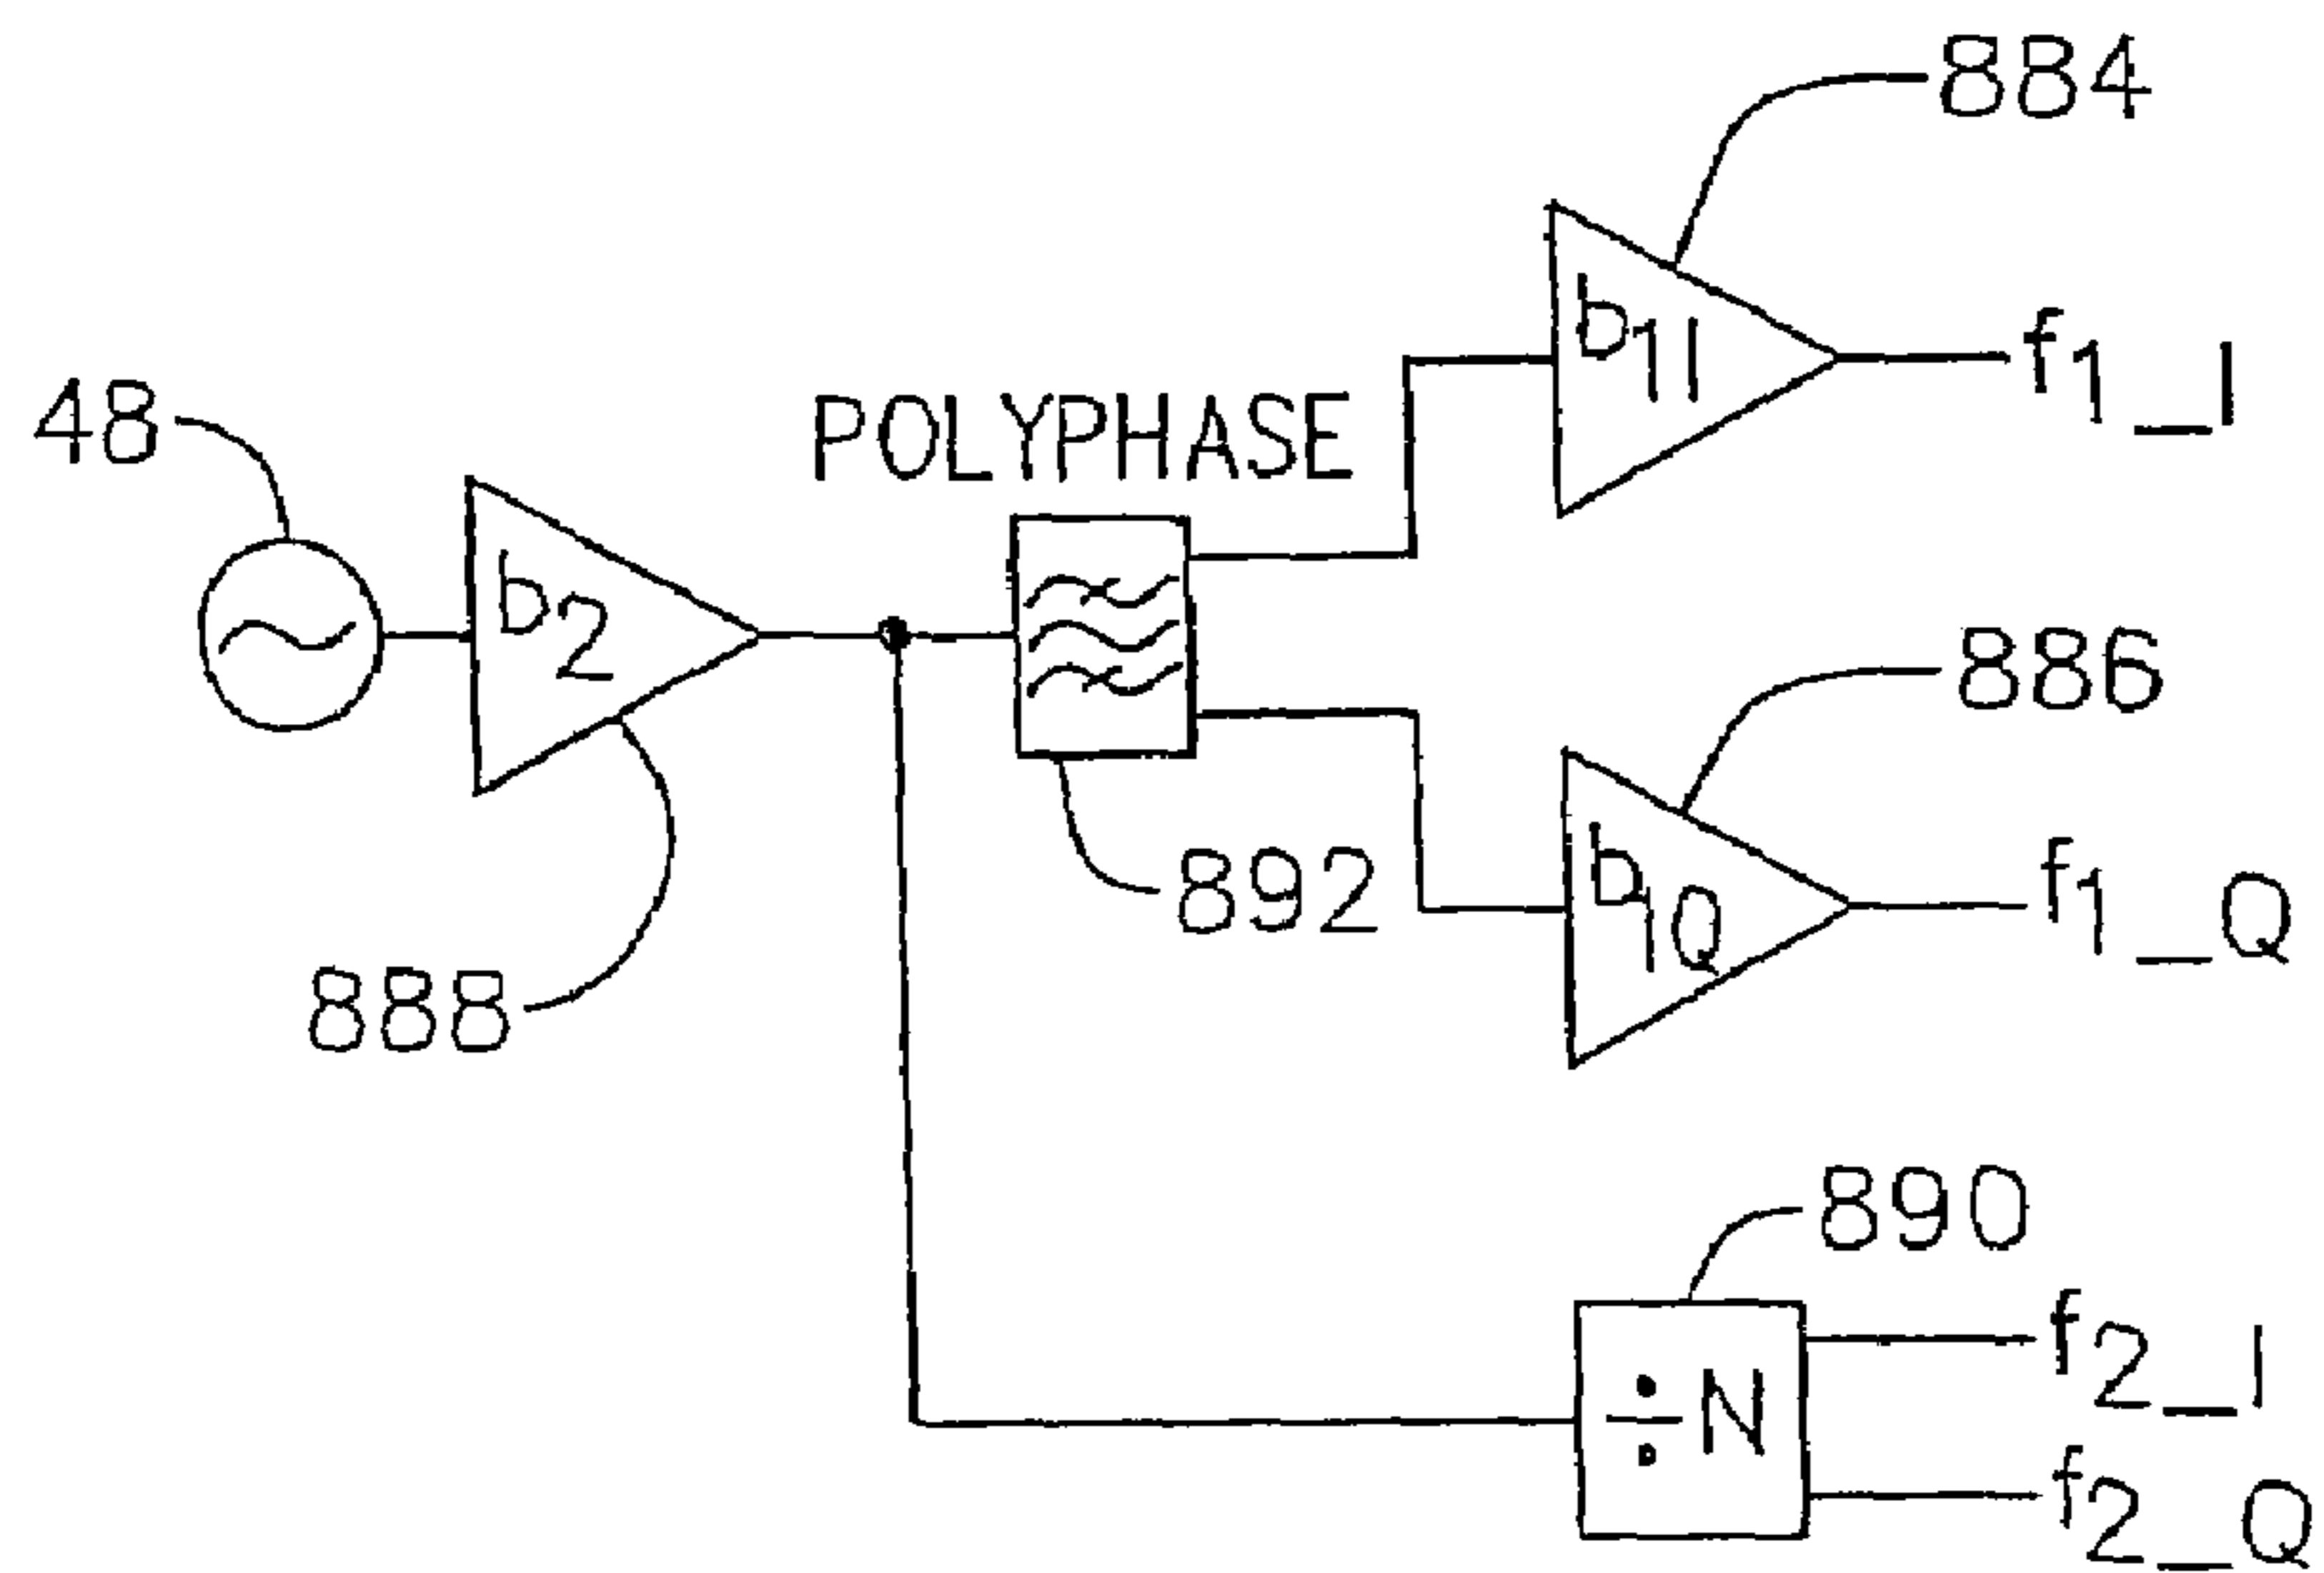 884
b1I
f1_I
48
POLYPHASE
b2
886
892
b1Q
f1_Q
888
890
÷N
f2_I
f2_Q